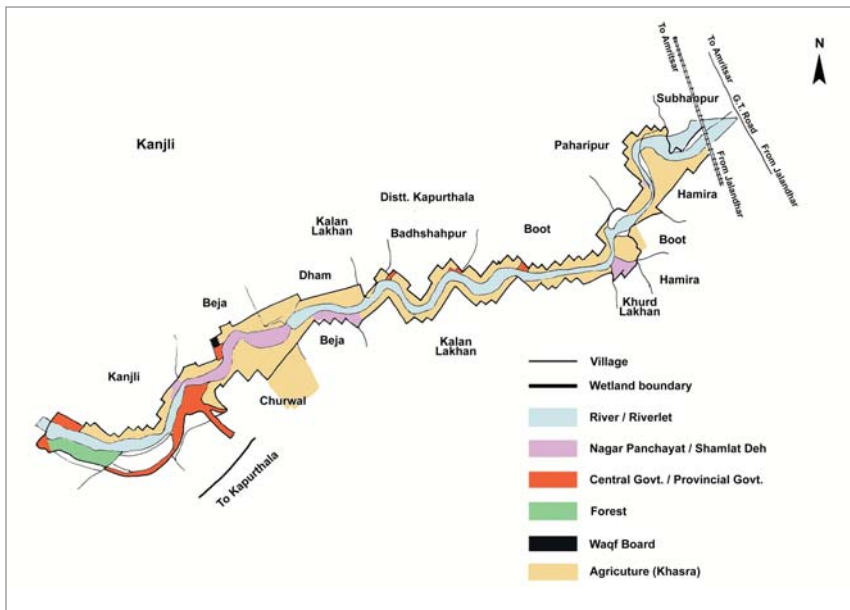 To Amritsar
To Amritsar
N
Subhanpur
G.T. Road
Kanjli
Paharipur
From Jalandhar
From Jalandhar
Distt. Kapurthala
Hamira
Kalan
Lakhan
Badhshahpur
Boot
Boot
Dham
Hamira
Beja
Khurd
Lakhan
Beja
Kalan
Lakhan
Kanjli
Churwal
To Kapurthala
Village
Wetland boundary
River / Riverlet
Nagar Panchayat / Shamlat Deh
Central Govt. / Provincial Govt.
Forest
Waqf Board
Agricuture (Khasra)